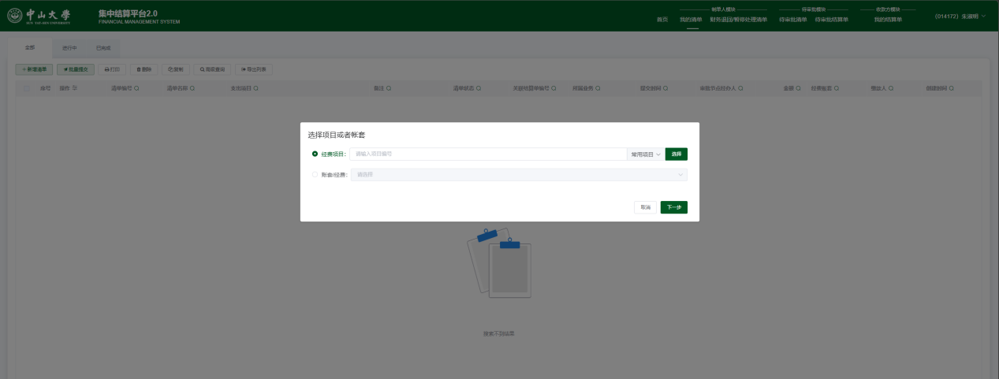 中山大学
SUN YAT-SEN UNIVERSITY
集中结算平台2.0
FINANCIAL MANAGEMENT SYSTEM
制单人模块
待审批模块
收款方模块
首页 我的清单 财务退回/暂停处理清单 待审批清单 待审批结算单 我的结算单
(014172) 朱淑明
全部 进行中 已完成
+新增清单 批量提交 打印 删除 复制 高级查询 导出列表
序号 操作 清单编号 清单名称 支出项目 备注 清单状态 关联结算单编号 所属业务 提交时间 审批节点经办人 金额 经费帐套 缴款人 创建时间
选择项目或者帐套
经费项目: 请输入项目编号 常用项目 选择
账套/经费: 请选择
取消 下一步
搜索不到结果